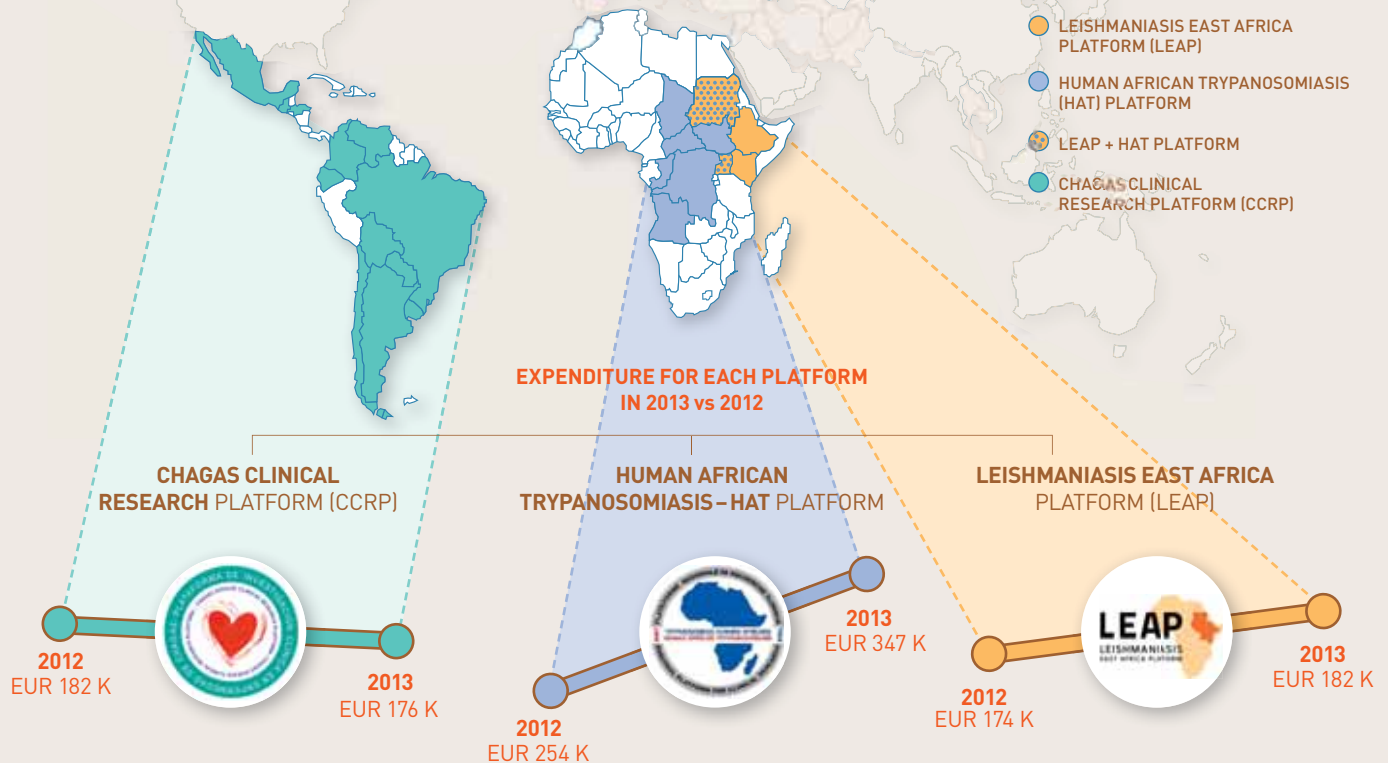 LEISHMANIASIS EAST AFRICA
PLATFORM (LEAP)
HUMAN AFRICAN TRYPANOSOMIASIS
(HAT) PLATFORM
LEAP + HAT PLATFORM
CHAGAS CLINICAL
RESEARCH PLATFORM (CCRP)
EXPENDITURE FOR EACH PLATFORM
IN 2013 vs 2012
CHAGAS CLINICAL
RESEARCH PLATFORM (CCRP)
HUMAN AFRICAN
TRYPANOSOMIASIS – HAT PLATFORM
LEISHMANIASIS EAST AFRICA
PLATFORM (LEAP)
2012
EUR 182 K
2013
EUR 176 K
2012
EUR 254 K
2013
EUR 347 K
LEAP
LEISHMANIASIS
EAST AFRICA PLATFORM
2012
EUR 174 K
2013
EUR 182 K